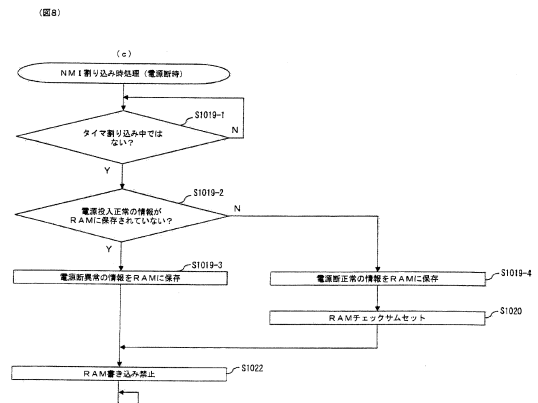 (図8)
(c)
NMI割り込み時処理(電源断時)
S1019-1
タイマ割り込み中では
ない?
N
Y
S1019-2
電源投入正常の情報が
RAMに保存されていない?
N
Y
S1019-3
電源断異常の情報をRAMに保存
S1019-4
電源断正常の情報をRAMに保存
S1020
RAMチェックサムセット
S1022
RAM書き込み禁止